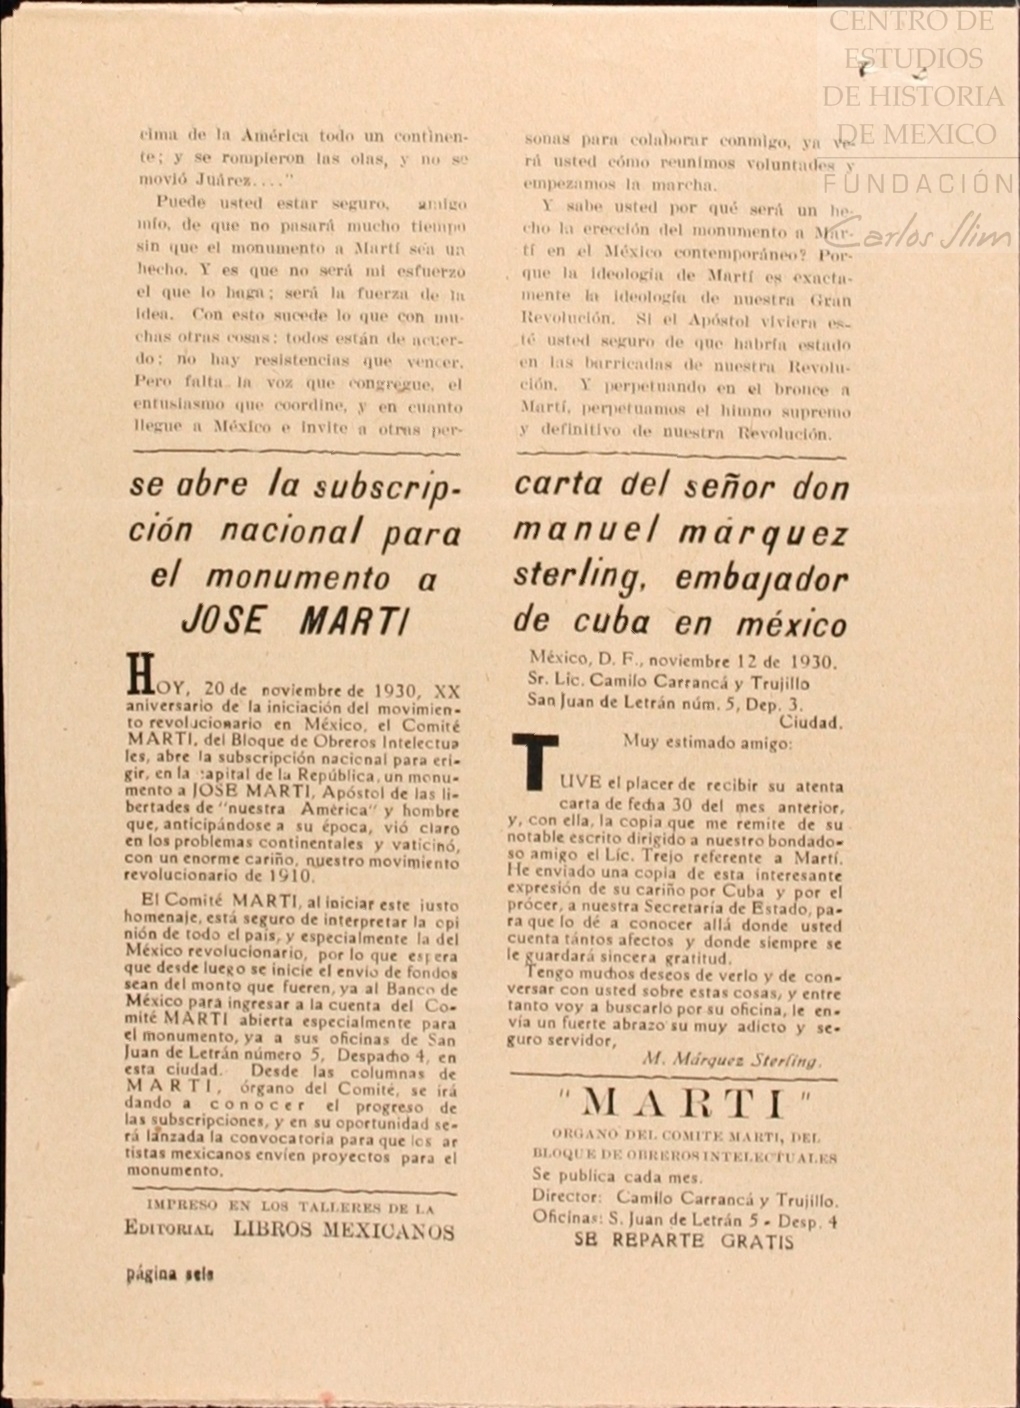 CENTRO DE
ESTUDIOS
DE HISTORIA
DE MEXICO
FUNDACIÓN
Carlos Slim
cima de la América todo un continen-
te; y se rompieron las olas, y no se
movió Juárez...."
Puede usted estar seguro, amigo
mío, de que no pasará mucho tiempo
sin que el monumento a Martí sea un
hecho. Y es que no será mi esfuerzo
el que lo haga; será la fuerza de la
idea. Con esto sucede lo que con mu-
chas otras cosas: todos están de acuer-
do; no hay resistencias que vencer.
Pero falta la voz que congregue, el
entusiasmo que coordine, y en cuanto
llegue a México e invite a otras per-
se abre la subscrip-
ción nacional para
el monumento a
JOSE MARTI
HOY, 20 de noviembre de 1930, XX
aniversario de la iniciación del movimien-
to revolucionario en México, el Comité
MARTI, del Bloque de Obreros Intelectua
les, abre la subscripción nacional para eri-
gir, en la capital de la República, un monu-
mento a JOSE MARTI, Apóstol de las li-
bertades de "nuestra América" y hombre
que, anticipándose a su época, vió claro
en los problemas continentales y vaticinó,
con un enorme cariño, nuestro movimiento
revolucionario de 1910.
El Comité MARTI, al iniciar este justo
homenaje, está seguro de interpretar la opi
nión de todo el país, y especialmente la del
México revolucionario, por lo que espera
que desde luego se inicie el envío de fondos
sean del monto que fueren, ya al Banco de
México para ingresar a la cuenta del Co-
mité MARTI abierta especialmente para
el monumento, ya a sus oficinas de San
Juan de Letrán número 5, Despacho 4, en
esta ciudad. Desde las columnas de
MARTI, órgano del Comité, se irá
dando a conocer el progreso de
las subscripciones, y en su oportunidad se-
rá lanzada la convocatoria para que los ar
tistas mexicanos envíen proyectos para el
monumento.
IMPRESO EN LOS TALLERES DE LA
EDITORIAL LIBROS MEXICANOS
página seis
sonas para colaborar conmigo, ya ve-
rá usted cómo reunimos voluntades y
empezamos la marcha.
Y sabe usted por qué será un he-
cho la erección del monumento a Mar-
tí en el México contemporáneo? Por-
que la ideología de Martí es exacta-
mente la ideología de nuestra Gran
Revolución. Si el Apóstol viviera es-
té usted seguro de que habría estado
en las barricadas de nuestra Revolu-
ción. Y perpetuando en el bronce a
Martí, perpetuamos el himno supremo
y definitivo de nuestra Revolución.
carta del señor don
manuel márquez
sterling, embajador
de cuba en méxico
México, D. F., noviembre 12 de 1930.
Sr. Lic. Camilo Carrancá y Trujillo
San Juan de Letrán núm. 5, Dep. 3.
Ciudad.
Muy estimado amigo:
TUVE el placer de recibir su atenta
carta de fecha 30 del mes anterior,
y, con ella, la copia que me remite de su
notable escrito dirigido a nuestro bondado-
so amigo el Lic. Trejo referente a Martí.
He enviado una copia de esta interesante
expresión de su cariño por Cuba y por el
prócer, a nuestra Secretaría de Estado, pa-
ra que lo dé a conocer allá donde usted
cuenta tántos afectos y donde siempre se
le guardará sincera gratitud.
Tengo muchos deseos de verlo y de con-
versar con usted sobre estas cosas, y entre
tanto voy a buscarlo por su oficina, le en-
vía un fuerte abrazo su muy adicto y se-
guro servidor,
M. Márquez Sterling.
"MARTI"
ORGANO DEL COMITE MARTI, DEL
BLOQUE DE OBREROS INTELECTUALES
Se publica cada mes.
Director: Camilo Carrancá y Trujillo.
Oficinas: S. Juan de Letrán 5 - Desp. 4
SE REPARTE GRATIS